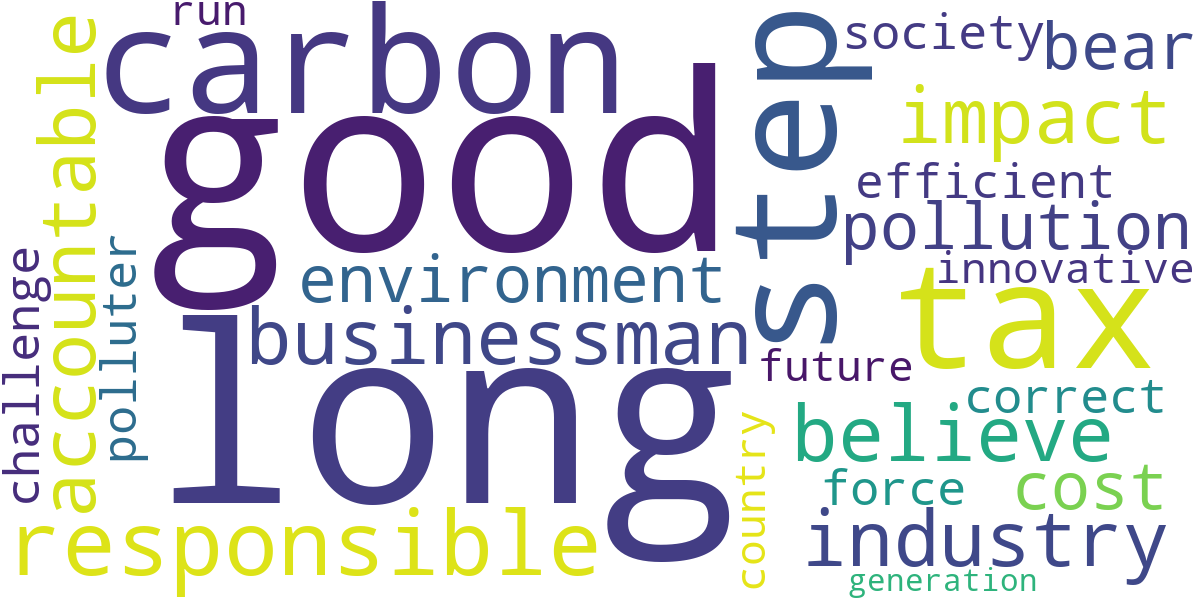 run
carbon
good
long
step
society
bear
impact
efficient
pollution
innovative
tax
accountable
challenge
polluter
environment
businessman
future
correct
believe
force
cost
country
industry
responsible
generation